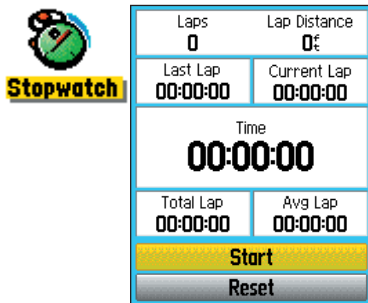 Laps Lap Distance
0 0ft
Stopwatch
Last Lap Current Lap
00:00:00 00:00:00
Time
00:00:00
Total Lap Avg Lap
00:00:00 00:00:00
Start
Reset